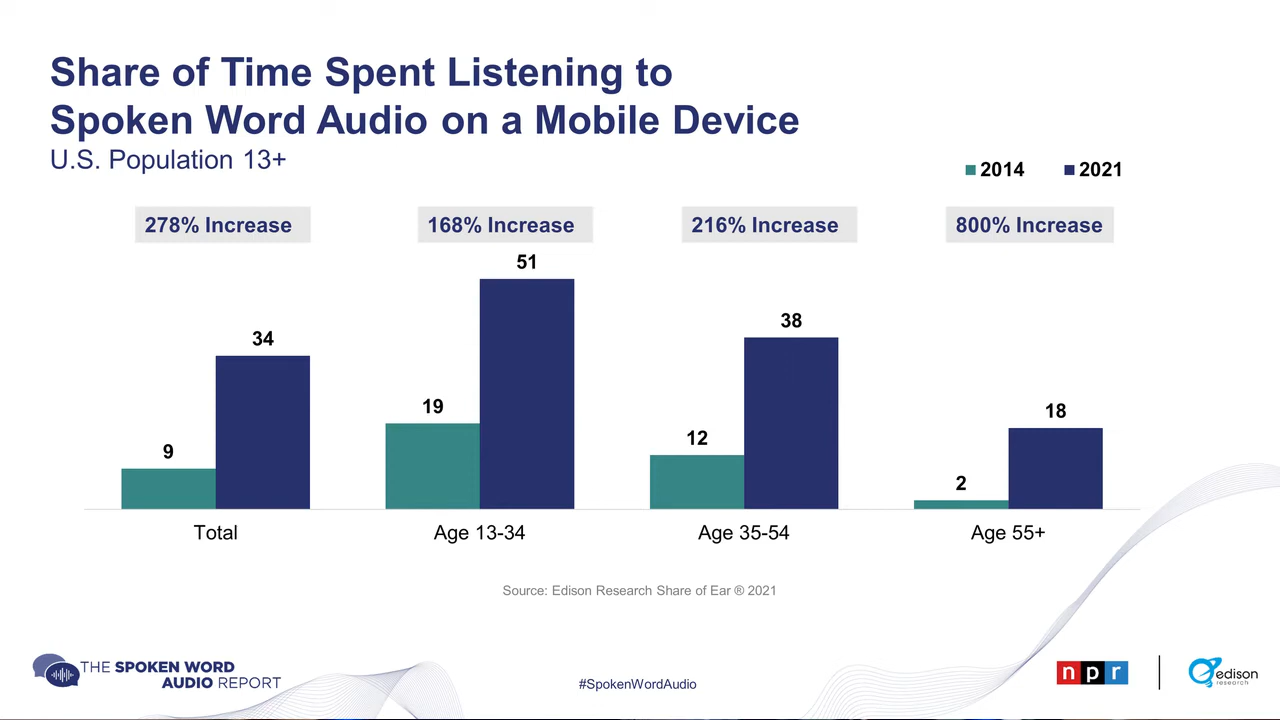 Share of Time Spent Listening to
Spoken Word Audio on a Mobile Device
U.S. Population 13+
2014 2021
278% Increase 168% Increase 216% Increase 800% Increase
9 34 19 51 12 38 2 18
Total Age 13-34 Age 35-54 Age 55+
Source: Edison Research Share of Ear ® 2021
THE SPOKEN WORD
AUDIO REPORT
#SpokenWordAudio
npr
edison
research